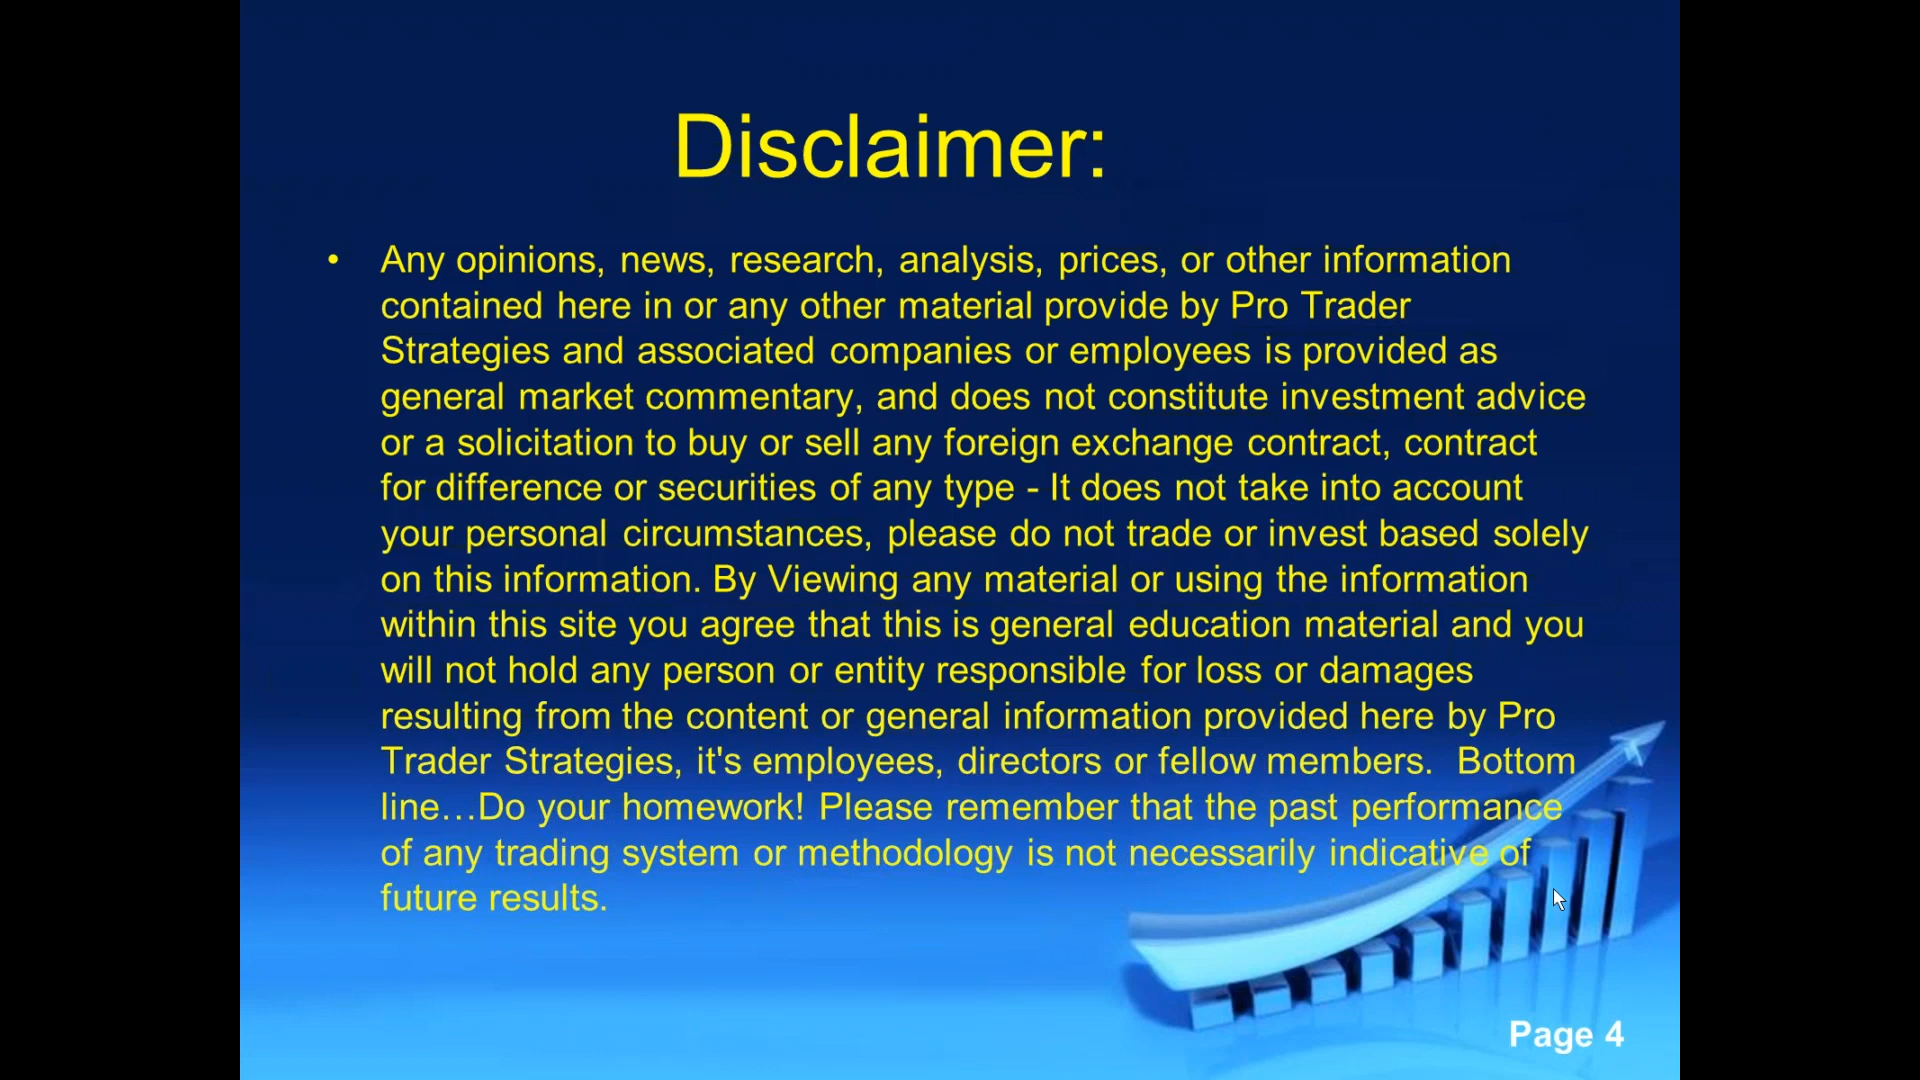 Disclaimer:
• Any opinions, news, research, analysis, prices, or other information
contained here in or any other material provide by Pro Trader
Strategies and associated companies or employees is provided as
general market commentary, and does not constitute investment advice
or a solicitation to buy or sell any foreign exchange contract, contract
for difference or securities of any type - It does not take into account
your personal circumstances, please do not trade or invest based solely
on this information. By Viewing any material or using the information
within this site you agree that this is general education material and you
will not hold any person or entity responsible for loss or damages
resulting from the content or general information provided here by Pro
Trader Strategies, it's employees, directors or fellow members.  Bottom
line…Do your homework! Please remember that the past performance
of any trading system or methodology is not necessarily indicative of
future results.
Page 4